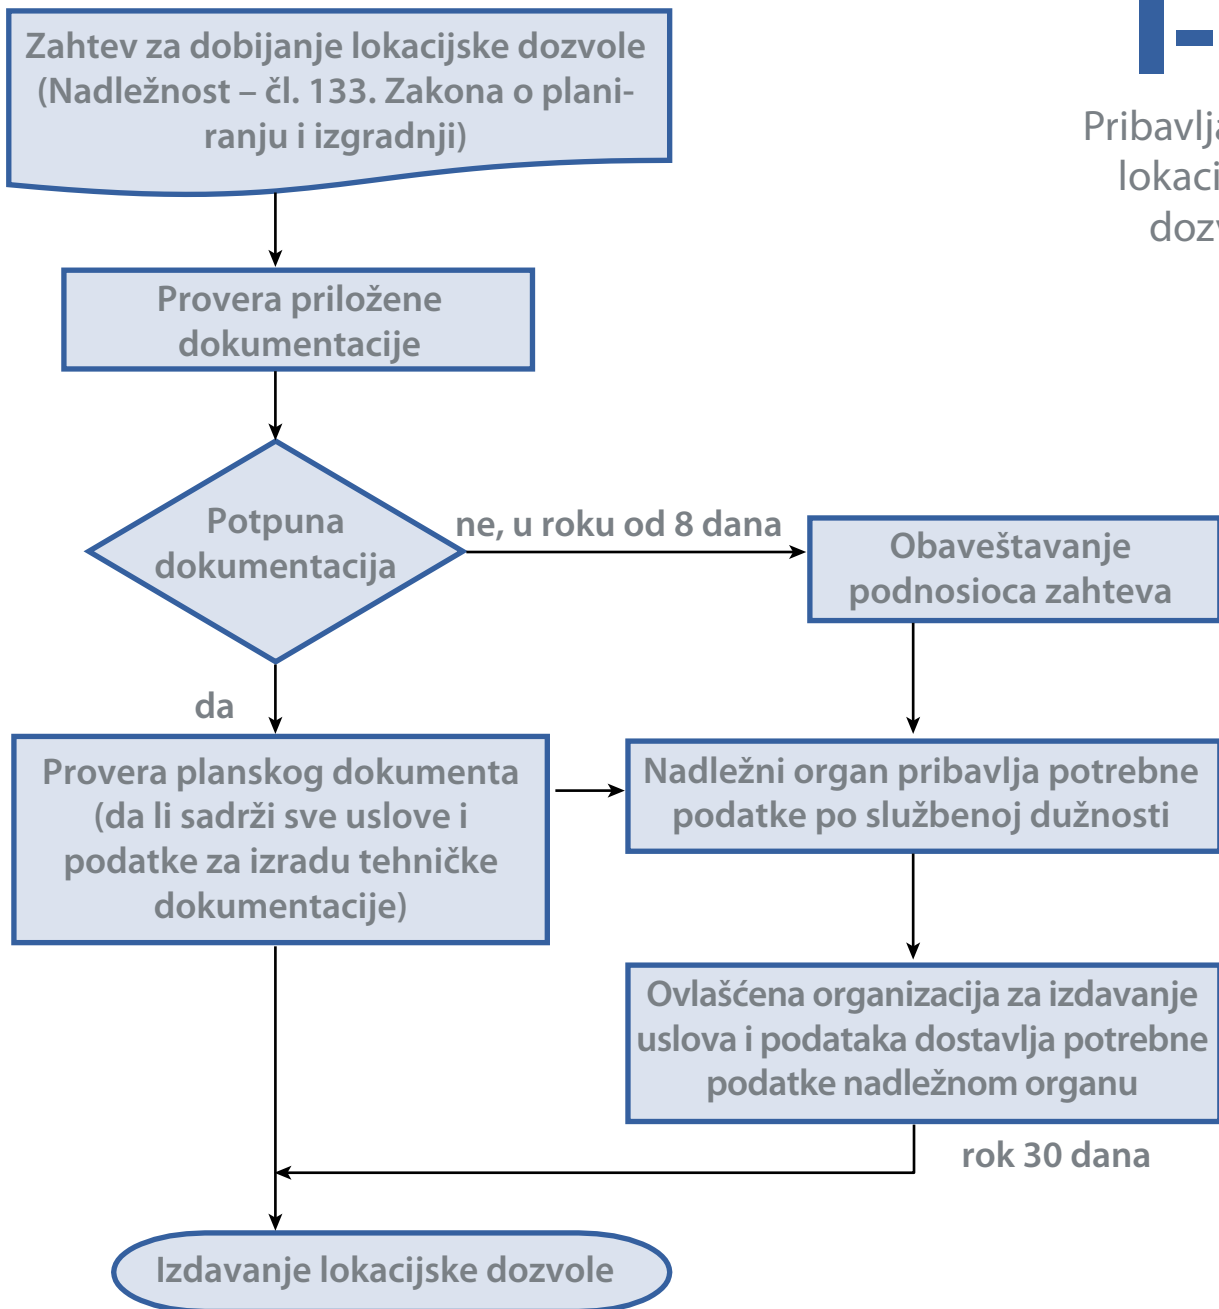 Zahtev za dobijanje lokacijske dozvole
(Nadležnost – čl. 133. Zakona o plani-
ranju i izgradnji)
I-
Pribavlja
lokaci
dozv
Provera priložene
dokumentacije
Potpuna
dokumentacija
ne, u roku od 8 dana
Obaveštavanje
podnosioca zahteva
da
Provera planskog dokumenta
(da li sadrži sve uslove i
podatke za izradu tehničke
dokumentacije)
Nadležni organ pribavlja potrebne
podatke po službenoj dužnosti
Ovlašćena organizacija za izdavanje
uslova i podataka dostavlja potrebne
podatke nadležnom organu
rok 30 dana
Izdavanje lokacijske dozvole